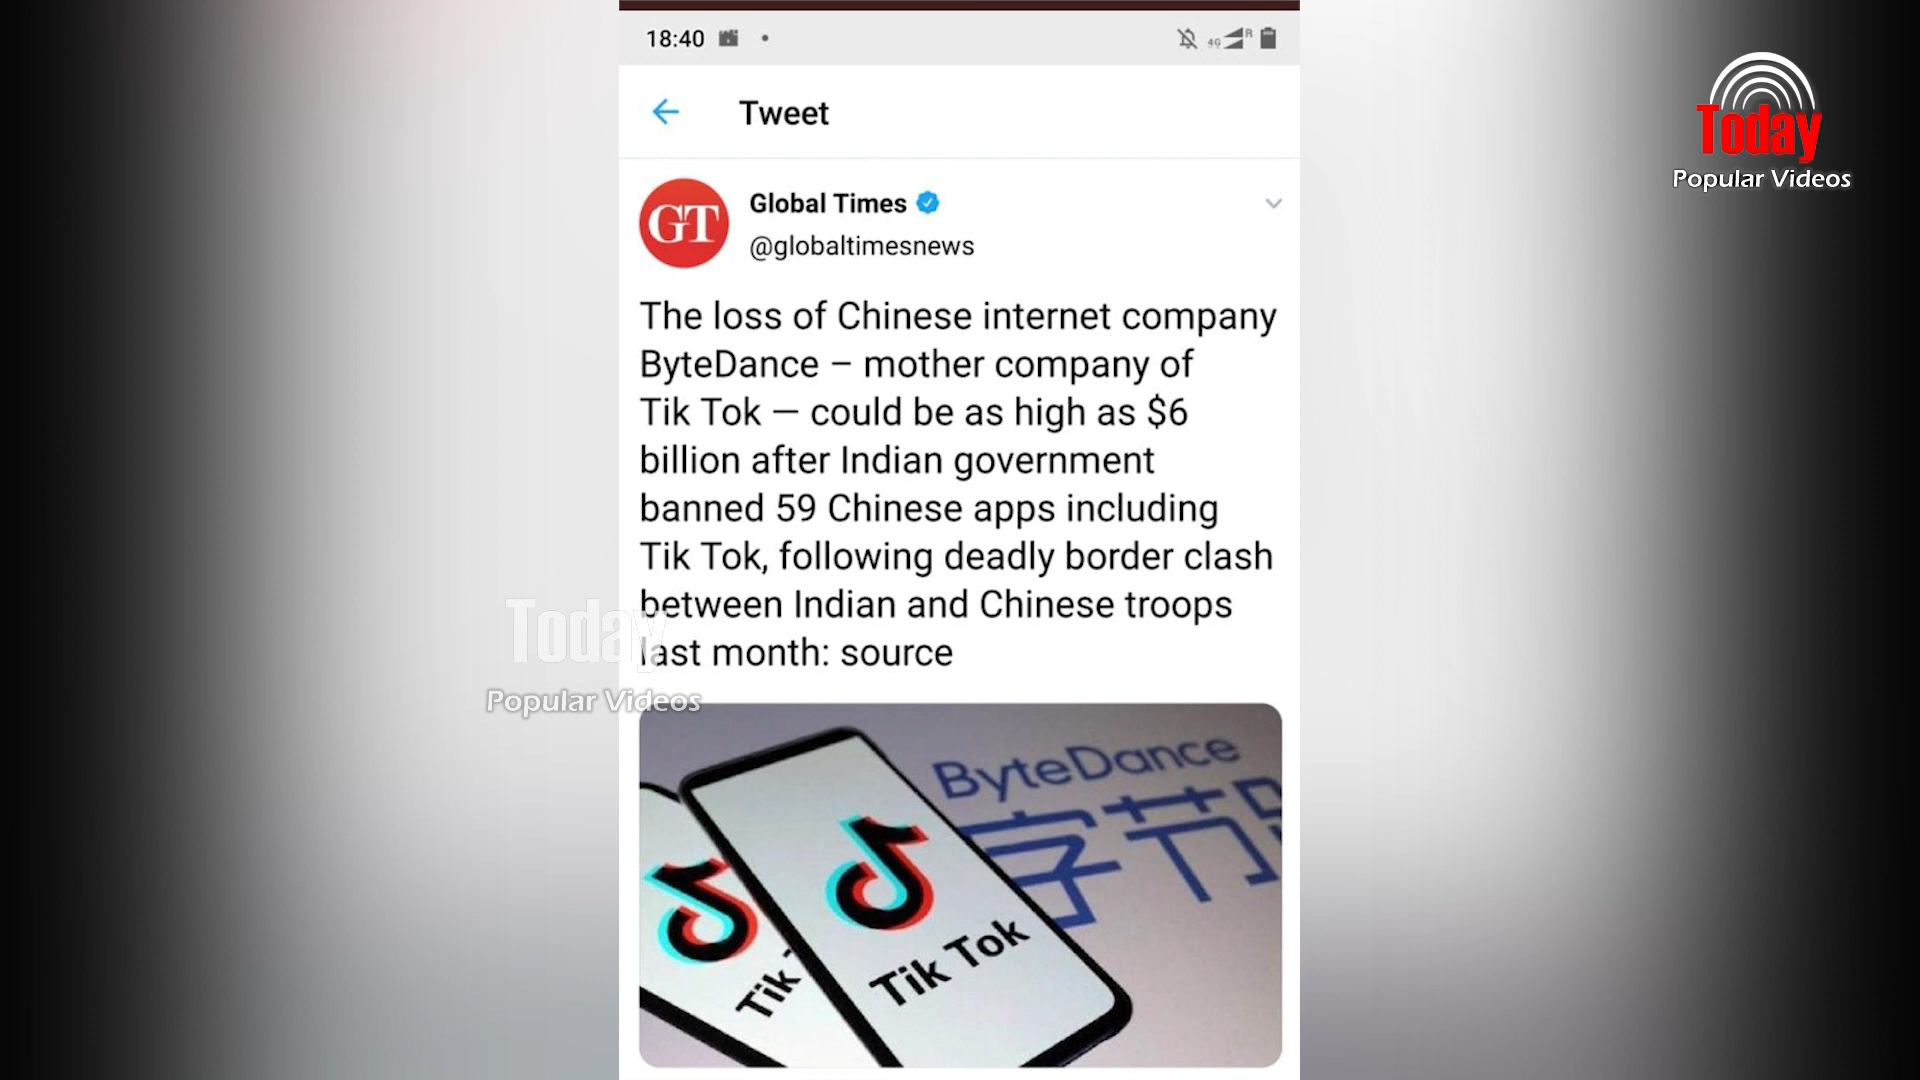 18:40
4G R
Today
Popular Videos
Tweet
GT
Global Times
@globaltimesnews
The loss of Chinese internet company
ByteDance – mother company of
Tik Tok — could be as high as $6
billion after Indian government
banned 59 Chinese apps including
Tik Tok, following deadly border clash
between Indian and Chinese troops
last month: source
Today
Popular Videos
ByteDance
字节
Tik Tok
Tik